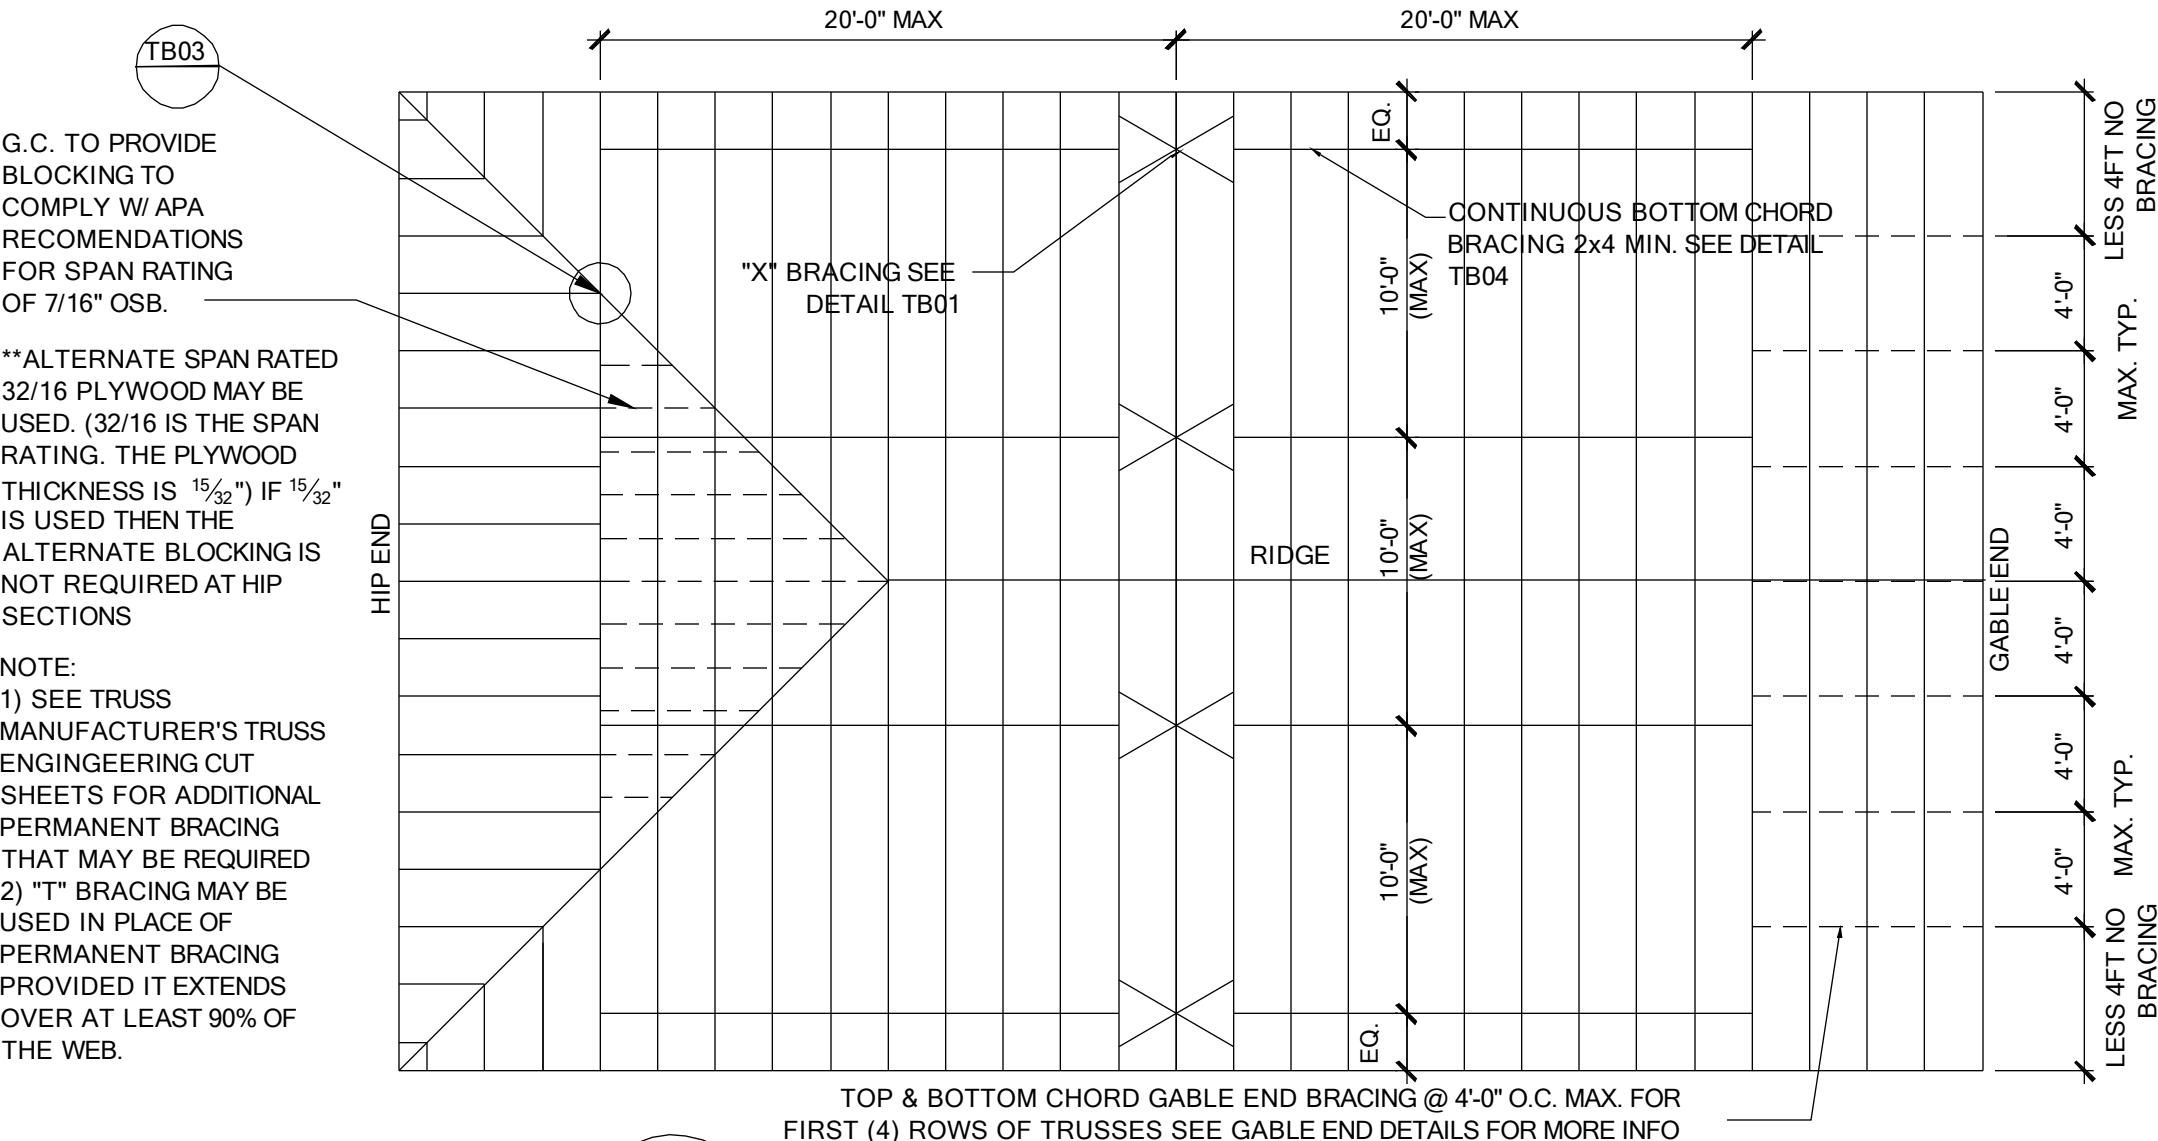 20'-0" MAX
20'-0" MAX
TB03
G.C. TO PROVIDE
BLOCKING TO
COMPLY W/ APA
RECOMENDATIONS
FOR SPAN RATING
OF 7/16" OSB.
**ALTERNATE SPAN RATED
32/16 PLYWOOD MAY BE
USED. (32/16 IS THE SPAN
RATING. THE PLYWOOD
THICKNESS IS 15/32") IF 15/32"
IS USED THEN THE
ALTERNATE BLOCKING IS
NOT REQUIRED AT HIP
SECTIONS
NOTE:
1) SEE TRUSS
MANUFACTURER'S TRUSS
ENGINGEERING CUT
SHEETS FOR ADDITIONAL
PERMANENT BRACING
THAT MAY BE REQUIRED
2) "T" BRACING MAY BE
USED IN PLACE OF
PERMANENT BRACING
PROVIDED IT EXTENDS
OVER AT LEAST 90% OF
THE WEB.
HIP END
"X" BRACING SEE
DETAIL TB01
RIDGE
EQ.
10'-0"
(MAX)
10'-0"
(MAX)
10'-0"
(MAX)
EQ.
CONTINUOUS BOTTOM CHORD
BRACING 2x4 MIN. SEE DETAIL
TB04
GABLE END
LESS 4FT NO
BRACING
4'-0"
4'-0"
MAX. TYP.
4'-0"
4'-0"
4'-0"
4'-0"
MAX. TYP.
LESS 4FT NO
BRACING
TOP & BOTTOM CHORD GABLE END BRACING @ 4'-0" O.C. MAX. FOR
FIRST (4) ROWS OF TRUSSES SEE GABLE END DETAILS FOR MORE INFO